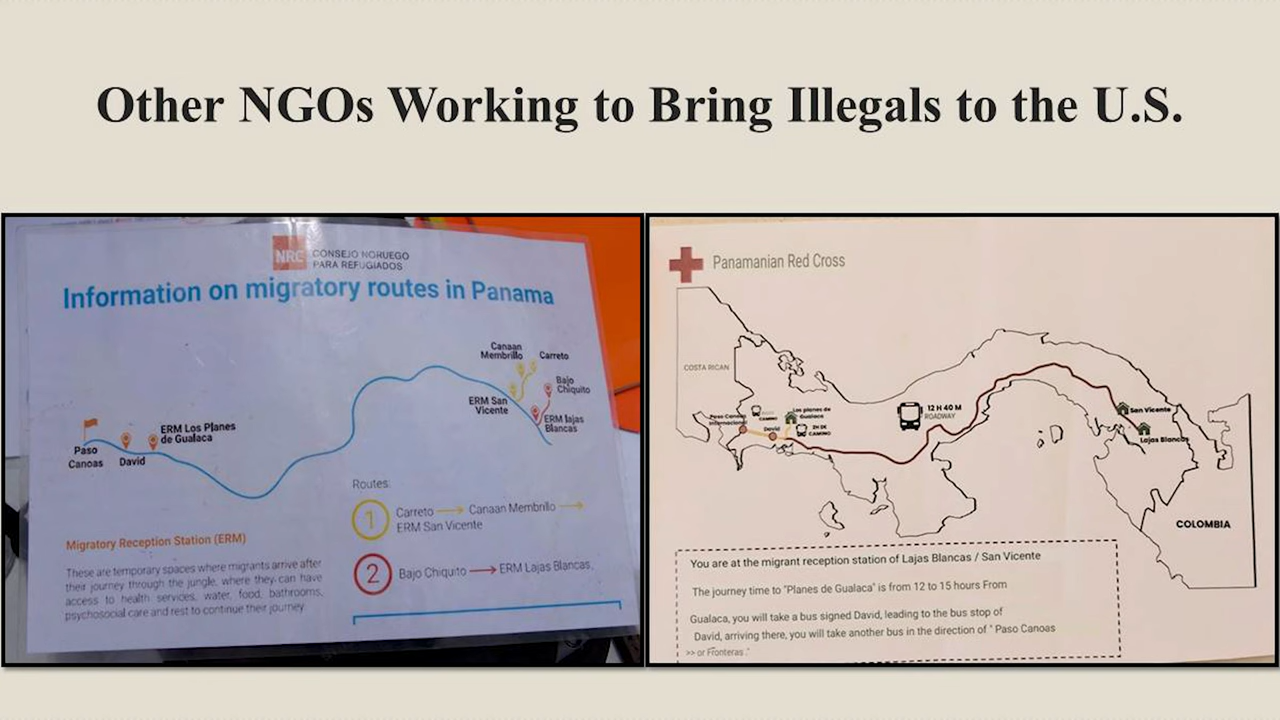 Other NGOs Working to Bring Illegals to the U.S.
NRC
CONSEJO NORUEGO
PARA REFUGIADOS
Information on migratory routes in Panama
Canaan
Membrillo
Carreto
Bajo
Chiquito
ERM San
Vicente
ERM lajas
Blancas
ERM Los Planes
de Gualaca
Paso
Canoas
David
Routes:
1
Carreto
Canaan Membrillo
ERM San Vicente
2
Bajo Chiquito
ERM Lajas Blancas.
Migratory Reception Station (ERM)
These are temporary spaces where migrants arrive after
their journey through the jungle, where they can have
access to health services, water, food, bathrooms,
psychosocial care and rest to continue their journey.
Panamanian Red Cross
COSTA RICAN
12 H 40 M
ROADWAY
Los planes de
Gualaca
Paso Canoas
Internacional
CAMINO
David
2H DE
CAMINO
San Vicente
Lajas Blancas
COLOMBIA
You are at the migrant reception station of Lajas Blancas / San Vicente
The journey time to "Planes de Gualaca" is from 12 to 15 hours From
Gualaca, you will take a bus signed David, leading to the bus stop of
David, arriving there, you will take another bus in the direction of " Paso Canoas
>> or Fronteras ."